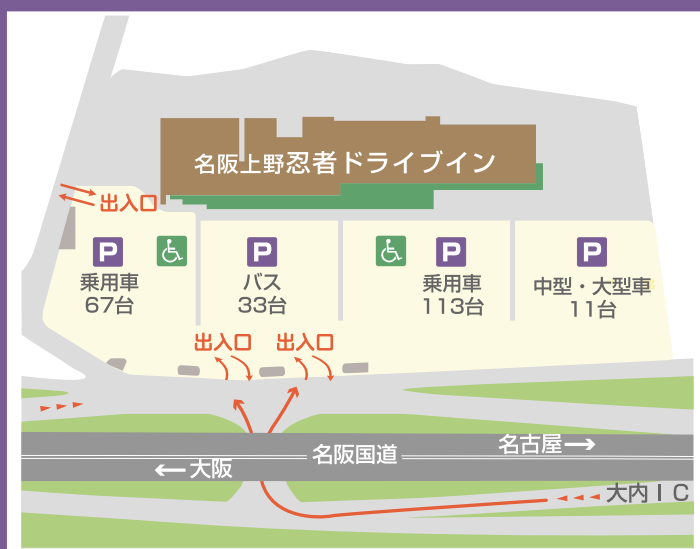 名阪上野忍者ドライブイン
出入口
P
乗用車
67台
P
バス
33台
P
乗用車
113台
P
中型・大型車
11台
出入口
出入口
名古屋→
名阪国道
←大阪
大内IC